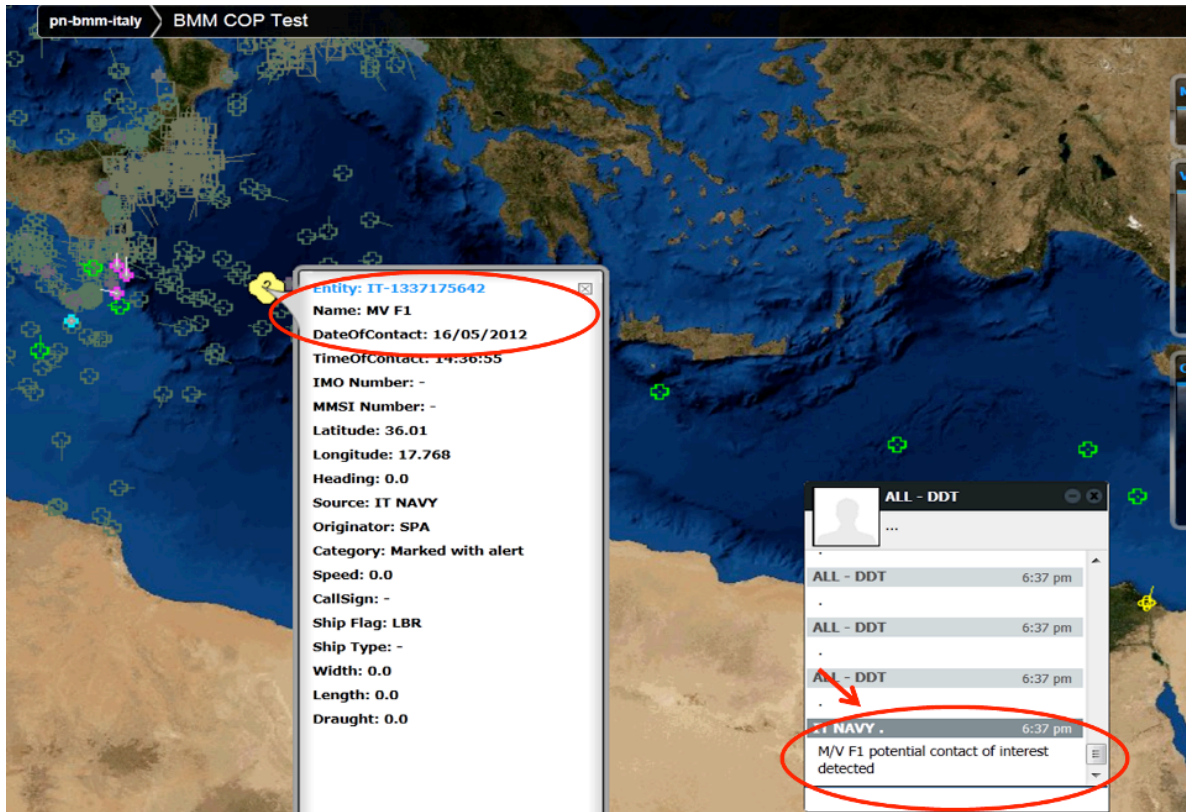 pn-bmm-italy
BMM COP Test
Entity: IT-1337175642
Name: MV F1
DateOfContact: 16/05/2012
TimeOfContact: 14:36:55
IMO Number: -
MMSI Number: -
Latitude: 36.01
Longitude: 17.768
Heading: 0.0
Source: IT NAVY
Originator: SPA
Category: Marked with alert
Speed: 0.0
CallSign: -
Ship Flag: LBR
Ship Type: -
Width: 0.0
Length: 0.0
Draught: 0.0
ALL - DDT
...
.
ALL - DDT 6:37 pm
.
ALL - DDT 6:37 pm
.
ALL - DDT 6:37 pm
.
IT NAVY . 6:37 pm
M/V F1 potential contact of interest
detected